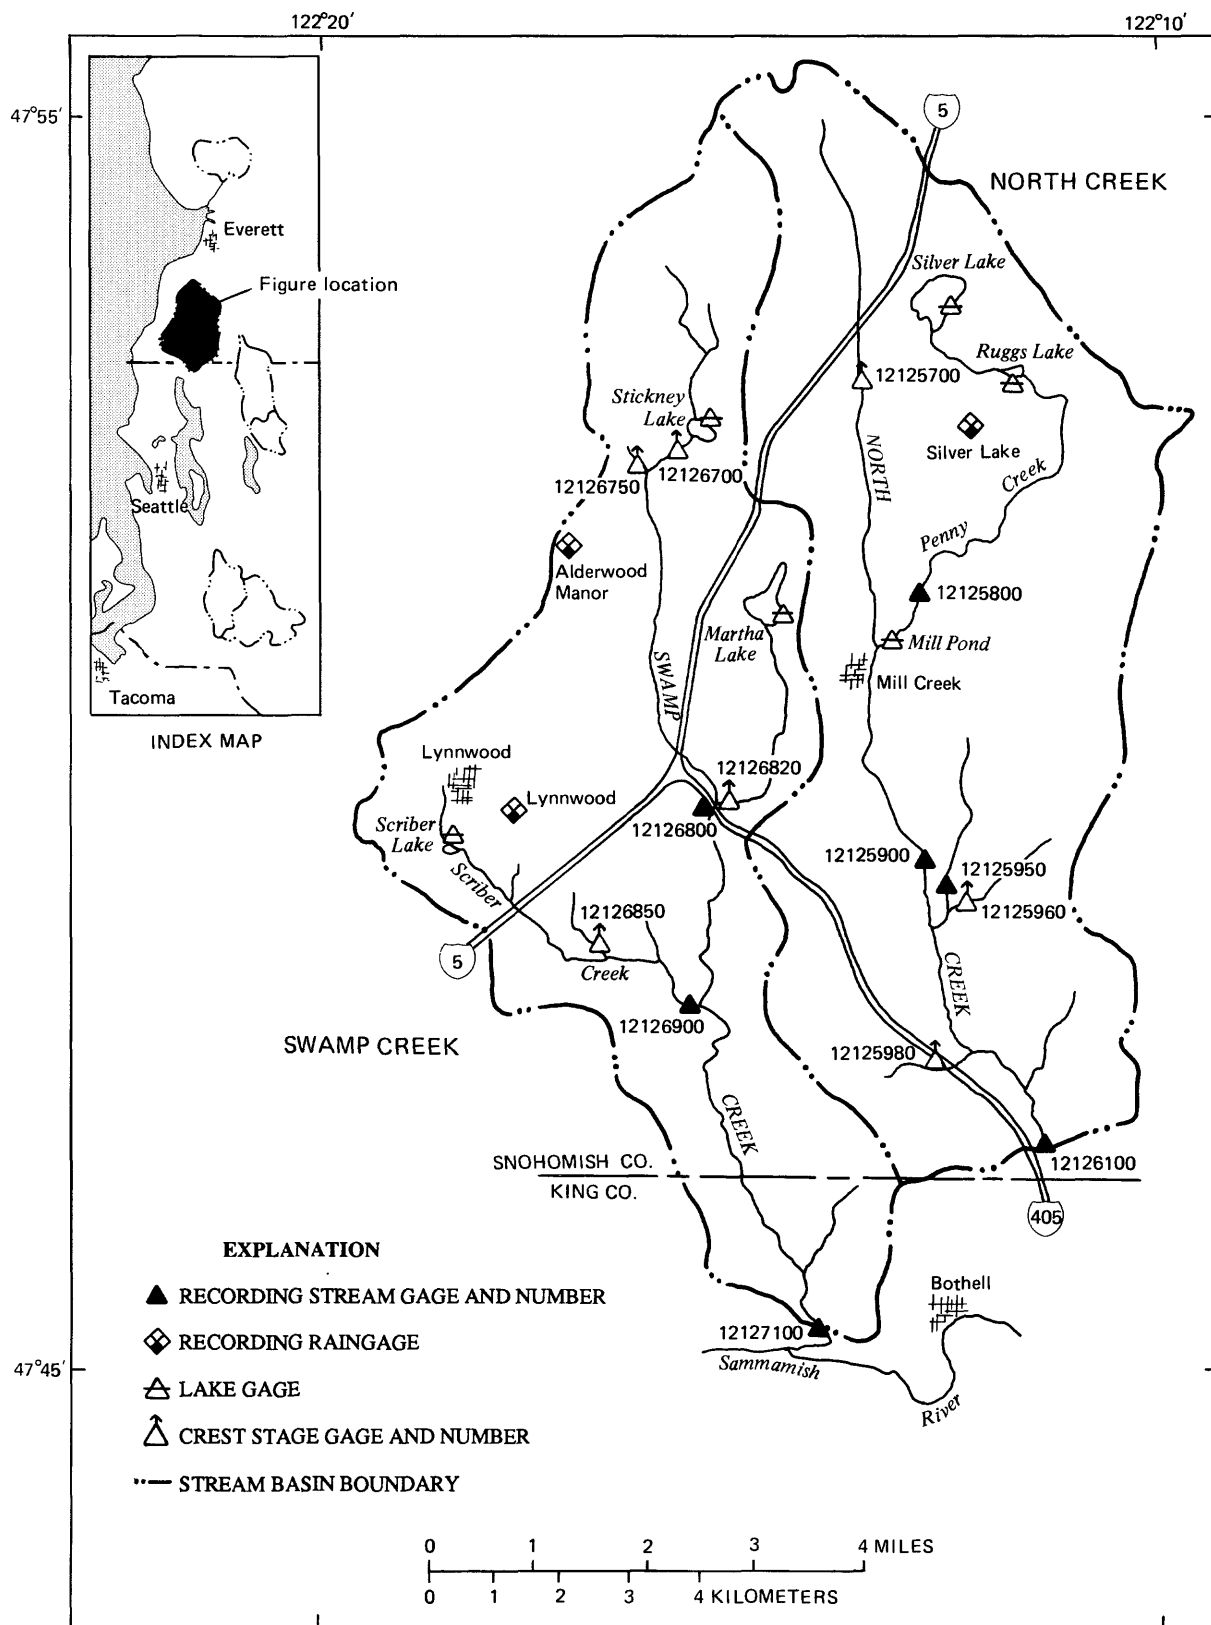 122°20′
122°10′
47°55′
5
NORTH CREEK
Everett
Silver Lake
Figure location
Ruggs Lake
12125700
Stickney
Lake
NORTH
Silver Lake
Creek
12126700
12126750
Seattle
Penny
Alderwood
Manor
12125800
Martha
Lake
Mill Pond
SWAMP
Mill Creek
Tacoma
INDEX MAP
Lynnwood
12126820
Lynnwood
Scriber
Lake
12126800
12125900
12125950
Scriber
12125960
12126850
5
Creek
CREEK
12126900
SWAMP CREEK
12125980
CREEK
SNOHOMISH CO.
KING CO.
12126100
405
EXPLANATION
RECORDING STREAM GAGE AND NUMBER
RECORDING RAINGAGE
LAKE GAGE
CREST STAGE GAGE AND NUMBER
STREAM BASIN BOUNDARY
Bothell
12127100
47°45′
Sammamish
River
0 1 2 3 4 MILES
0 1 2 3 4 KILOMETERS